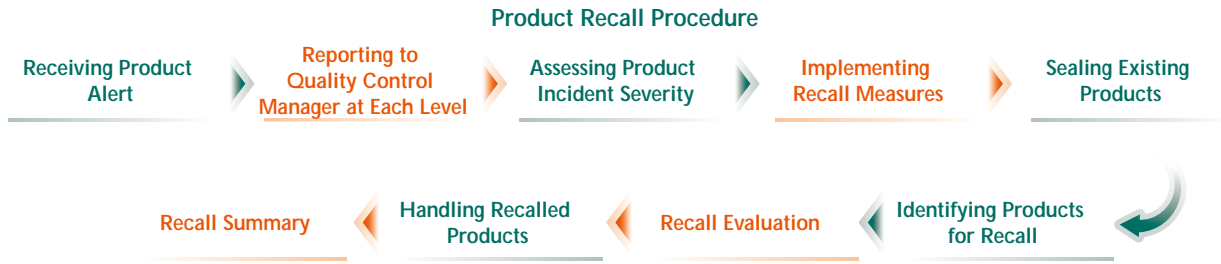 Product Recall Procedure
Receiving Product
Alert
Reporting to
Quality Control
Manager at Each Level
Assessing Product
Incident Severity
Implementing
Recall Measures
Sealing Existing
Products
Identifying Products
for Recall
Recall Evaluation
Handling Recalled
Products
Recall Summary